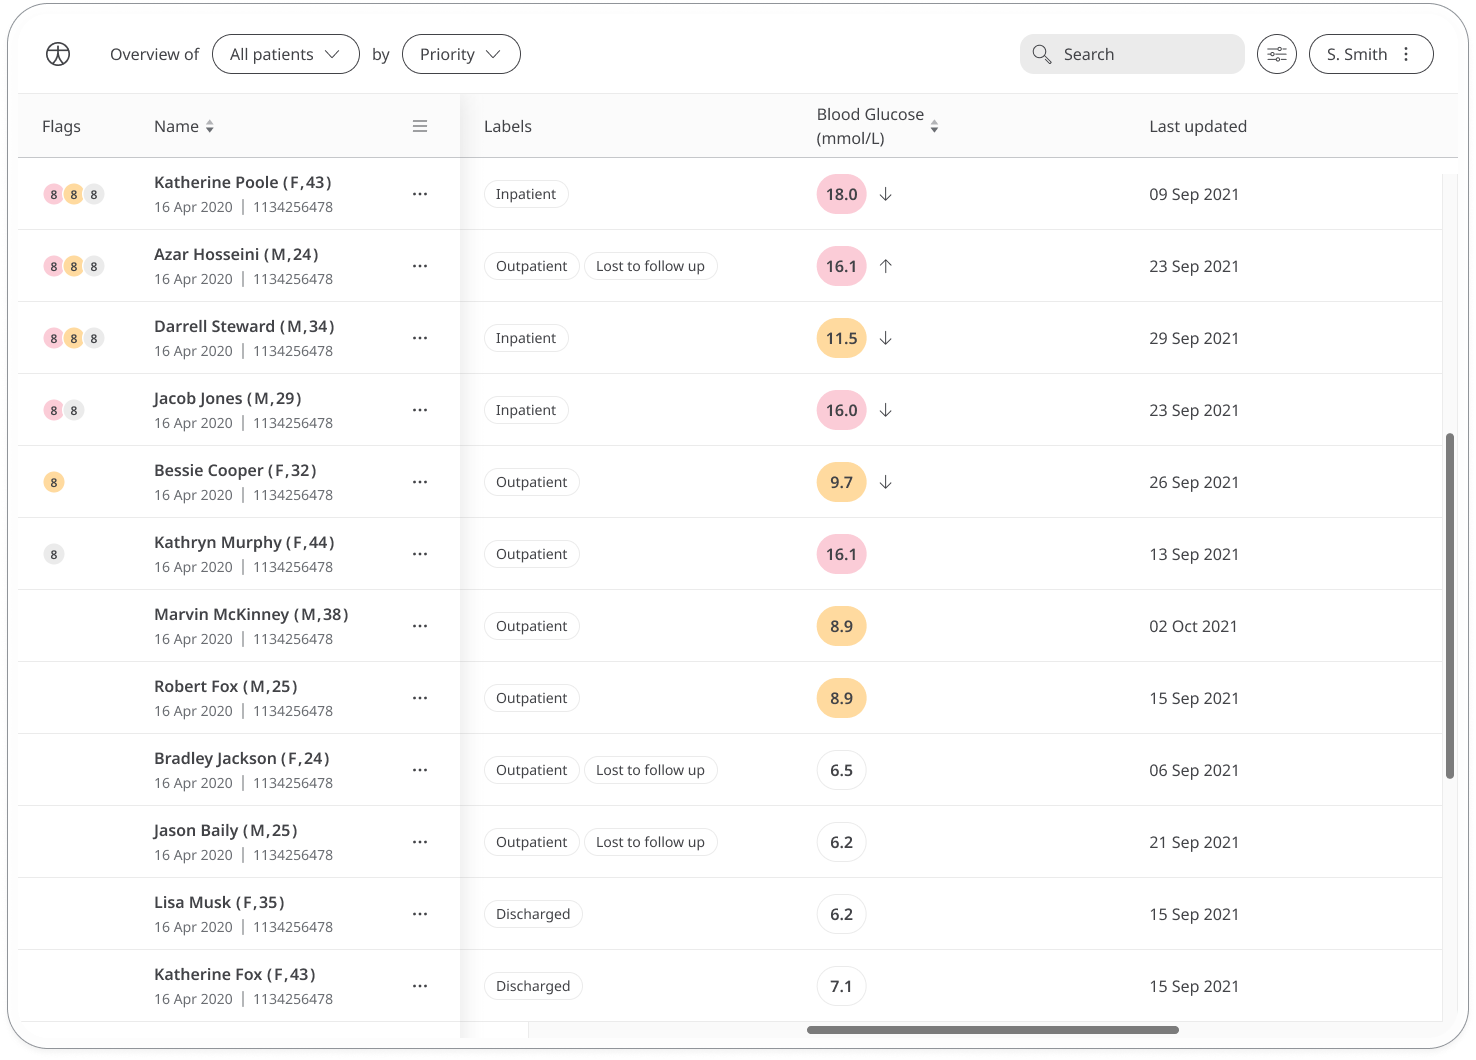 Overview of All patients by Priority Search S. Smith
Flags Name Labels Blood Glucose (mmol/L) Last updated
8 8 8 Katherine Poole (F,43) Inpatient 18.0 09 Sep 2021
16 Apr 2020 | 1134256478
8 8 8 Azar Hosseini (M,24) Outpatient Lost to follow up 16.1 23 Sep 2021
16 Apr 2020 | 1134256478
8 8 8 Darrell Steward (M,34) Inpatient 11.5 29 Sep 2021
16 Apr 2020 | 1134256478
8 8 Jacob Jones (M,29) Inpatient 16.0 23 Sep 2021
16 Apr 2020 | 1134256478
8 Bessie Cooper (F,32) Outpatient 9.7 26 Sep 2021
16 Apr 2020 | 1134256478
8 Kathryn Murphy (F,44) Outpatient 16.1 13 Sep 2021
16 Apr 2020 | 1134256478
Marvin McKinney (M,38) Outpatient 8.9 02 Oct 2021
16 Apr 2020 | 1134256478
Robert Fox (M,25) Outpatient 8.9 15 Sep 2021
16 Apr 2020 | 1134256478
Bradley Jackson (F,24) Outpatient Lost to follow up 6.5 06 Sep 2021
16 Apr 2020 | 1134256478
Jason Baily (M,25) Outpatient Lost to follow up 6.2 21 Sep 2021
16 Apr 2020 | 1134256478
Lisa Musk (F,35) Discharged 6.2 15 Sep 2021
16 Apr 2020 | 1134256478
Katherine Fox (F,43) Discharged 7.1 15 Sep 2021
16 Apr 2020 | 1134256478